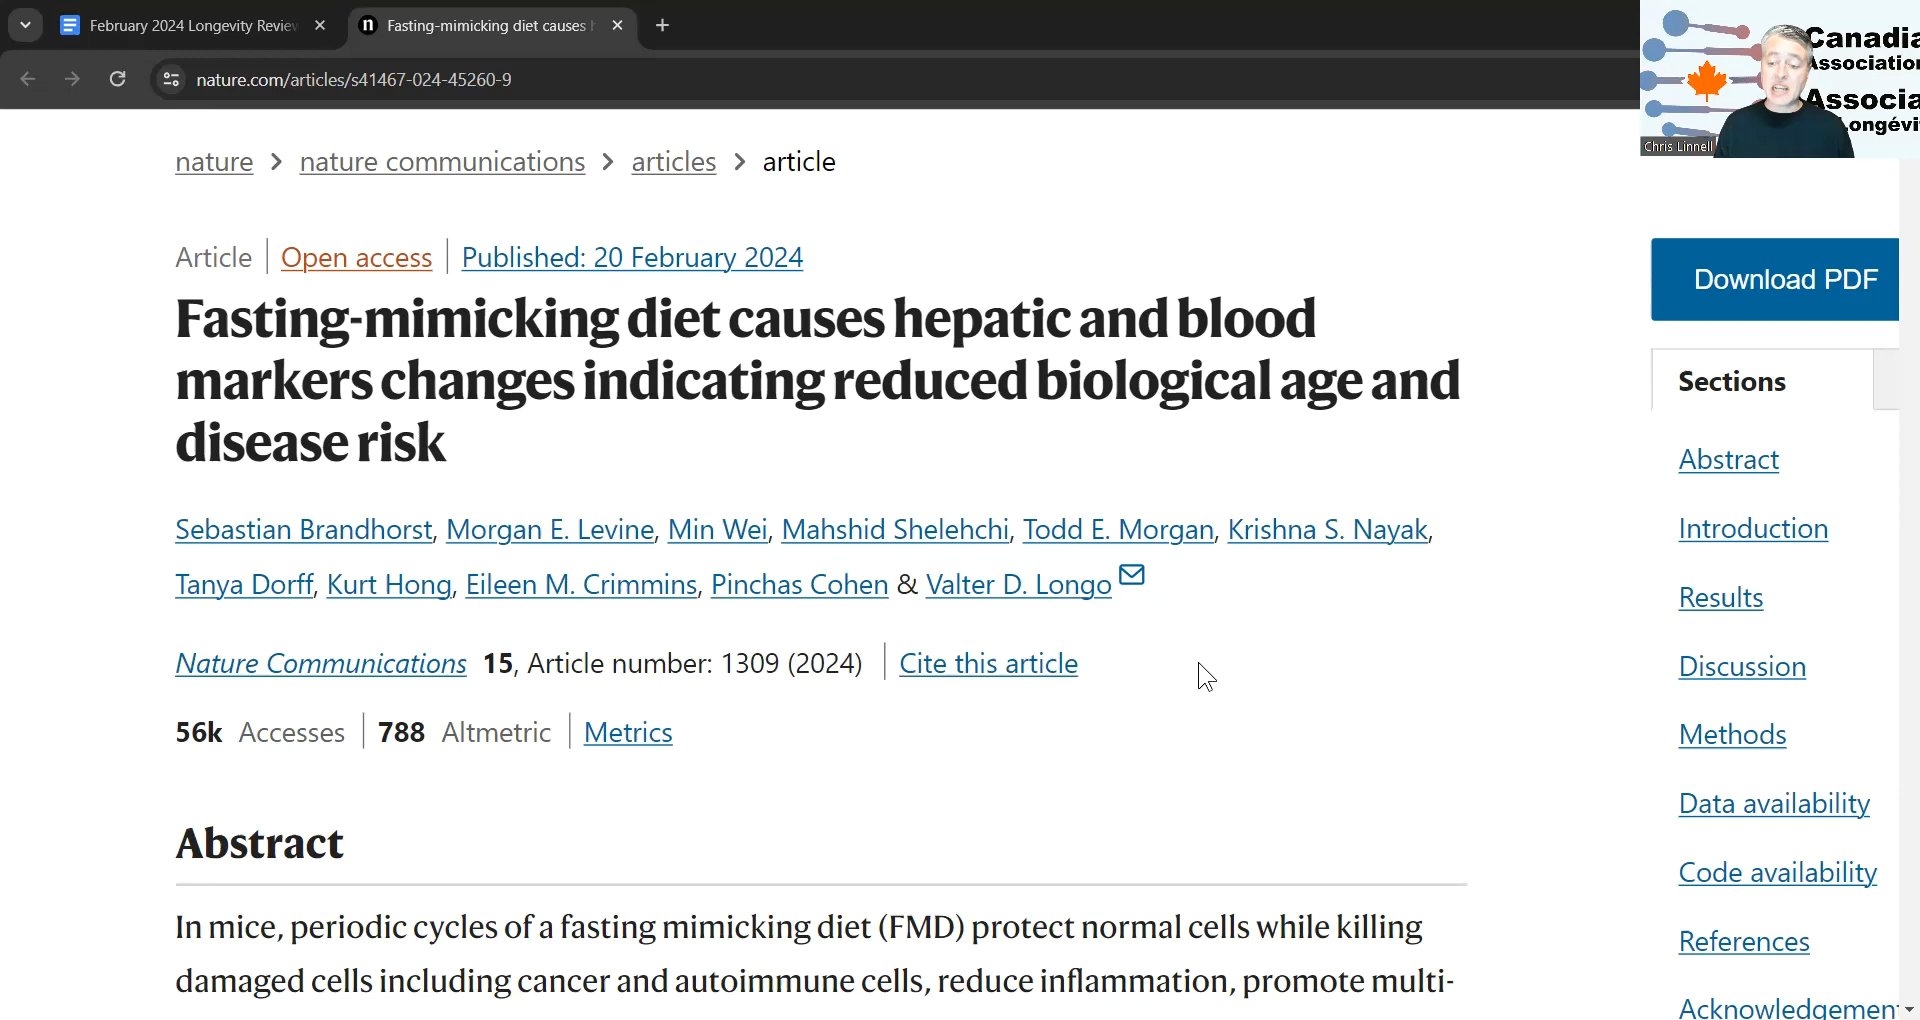 February 2024 Longevity Review
Fasting-mimicking diet causes h
nature.com/articles/s41467-024-45260-9
Canadia
Association
Associa
Longévi
Chris Linnell
nature > nature communications > articles > article
Article | Open access | Published: 20 February 2024
Fasting-mimicking diet causes hepatic and blood
markers changes indicating reduced biological age and
disease risk
Sebastian Brandhorst, Morgan E. Levine, Min Wei, Mahshid Shelehchi, Todd E. Morgan, Krishna S. Nayak,
Tanya Dorff, Kurt Hong, Eileen M. Crimmins, Pinchas Cohen & Valter D. Longo
Nature Communications 15, Article number: 1309 (2024) | Cite this article
56k Accesses | 788 Altmetric | Metrics
Abstract
In mice, periodic cycles of a fasting mimicking diet (FMD) protect normal cells while killing
damaged cells including cancer and autoimmune cells, reduce inflammation, promote multi-
Download PDF
Sections
Abstract
Introduction
Results
Discussion
Methods
Data availability
Code availability
References
Acknowledgement